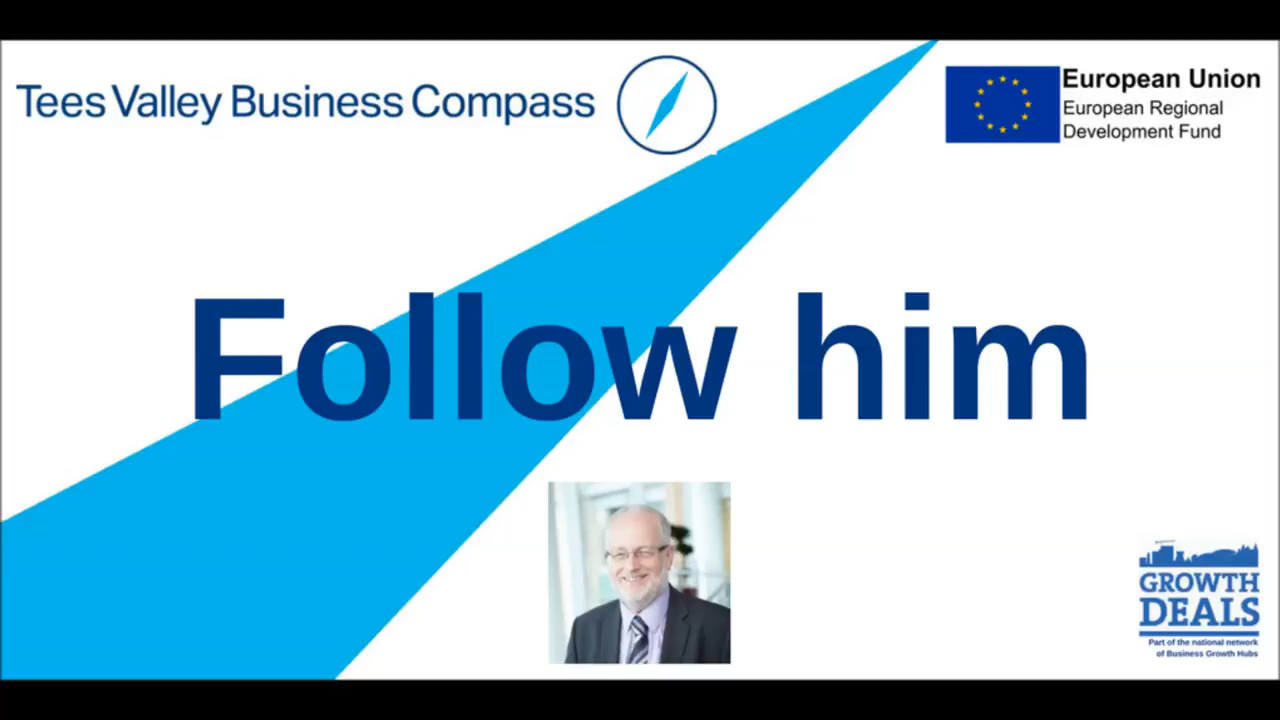 Tees Valley Business Compass
European Union
European Regional
Development Fund
Follow him
GROWTH
DEALS
Part of the national network
of Business Growth Hubs